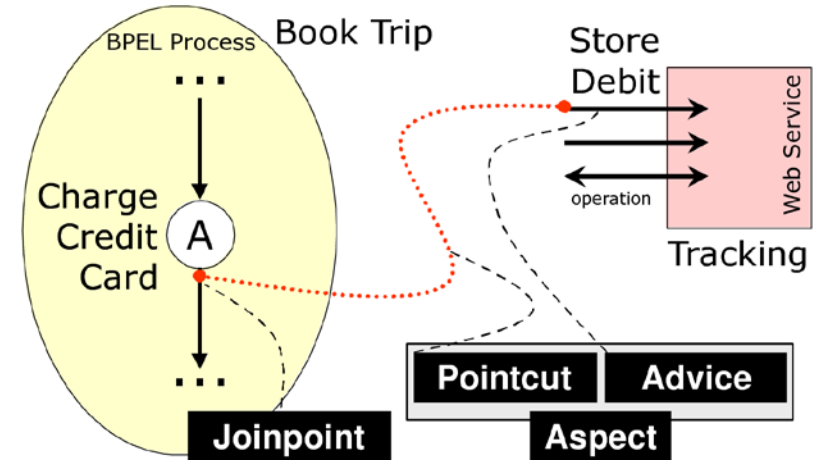 BPEL Process
Book Trip
...
Charge
Credit
Card
A
...
Joinpoint
Store
Debit
operation
Web Service
Tracking
Pointcut
Advice
Aspect